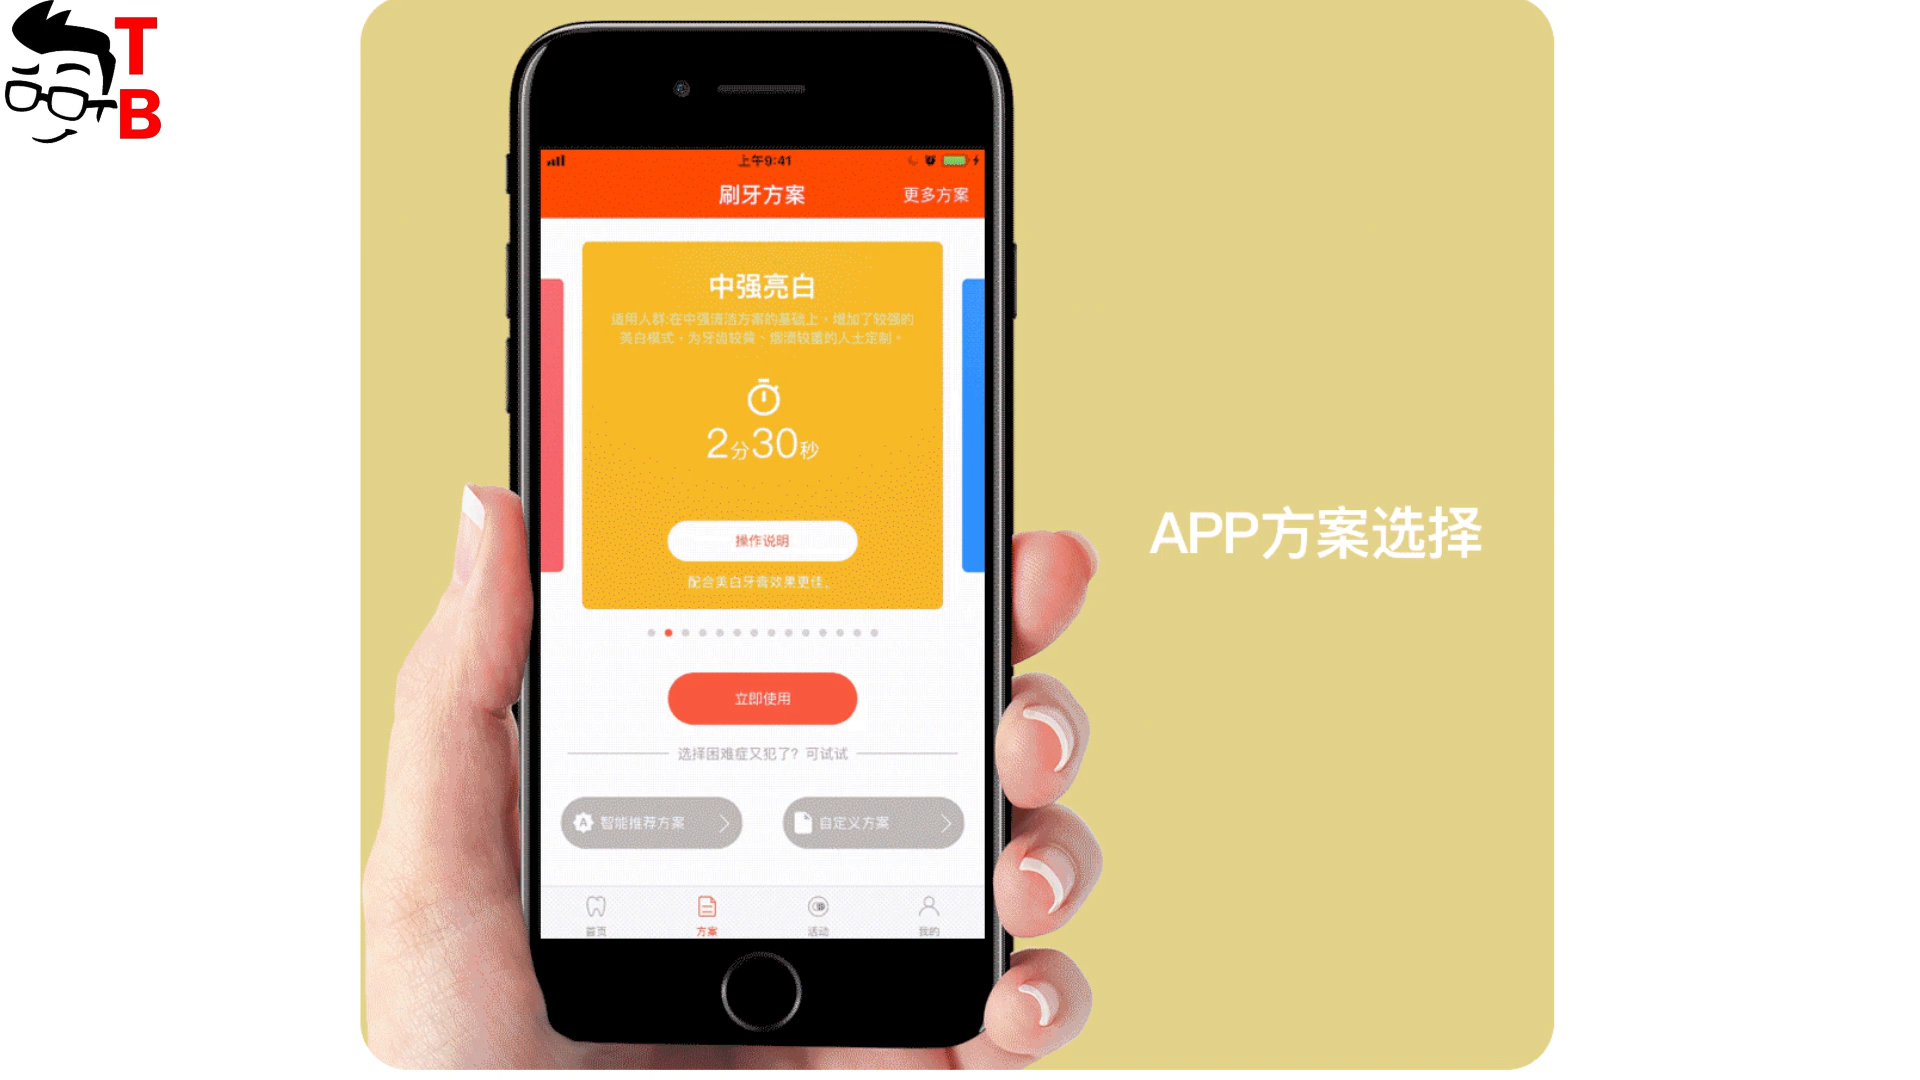 T
B
上午9:41
刷牙方案
更多方案
中强亮白
适用人群:在中强清洁方案的基础上，增加了较强的
美白模式。为牙齿较黄、烟渍较重的人士定制。
2分30秒
操作说明
配合美白牙膏效果更佳。
立即使用
选择困难症又犯了? 可试试
A 智能推荐方案
自定义方案
首页
方案
活动
我的
APP方案选择